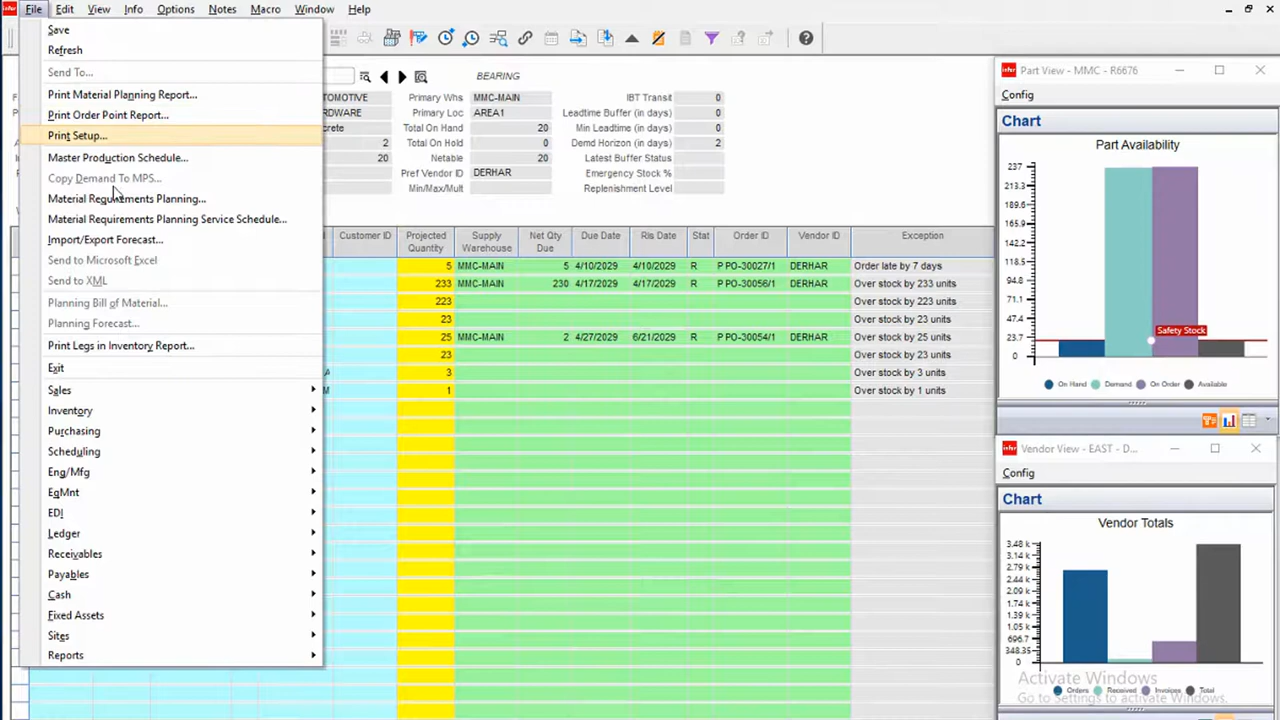 infor File Edit View Info Options Notes Macro Window Help
Save
Refresh
Send To...
Print Material Planning Report...
Print Order Point Report...
Print Setup...
Master Production Schedule...
Copy Demand To MPS...
Material Requirements Planning...
Material Requirements Planning Service Schedule...
Import/Export Forecast...
Send to Microsoft Excel
Send to XML
Planning Bill of Material...
Planning Forecast...
Print Legs in Inventory Report...
Exit
Sales
Inventory
Purchasing
Scheduling
Eng/Mfg
EqMnt
EDI
Ledger
Receivables
Payables
Cash
Fixed Assets
Sites
Reports
BEARING
Primary Whs MMC-MAIN IBT Transit 0
Primary Loc AREA1 Leadtime Buffer (in days) 0
Total On Hand 20 Min Leadtime (in days) 0
2 Total On Hold 0 Demd Horizon (in days) 2
20 Netable 20 Latest Buffer Status
Pref Vendor ID DERHAR Emergency Stock %
Min/Max/Mult Replenishment Level
Customer ID Projected Quantity Supply Warehouse Net Qty Due Due Date Rls Date Stat Order ID Vendor ID Exception
5 MMC-MAIN 5 4/10/2029 4/10/2029 R P PO-30027/1 DERHAR Order late by 7 days
233 MMC-MAIN 230 4/17/2029 4/17/2029 R P PO-30056/1 DERHAR Over stock by 233 units
223 Over stock by 223 units
23 Over stock by 23 units
25 MMC-MAIN 2 4/27/2029 6/21/2029 R P PO-30054/1 DERHAR Over stock by 25 units
23 Over stock by 23 units
3 Over stock by 3 units
1 Over stock by 1 units
infor Part View - MMC - R6676
Config
Chart
Part Availability
237
213.3
189.6
165.9
142.2
118.5
94.8
71.1
47.4
23.7
0
Safety Stock
On Hand Demand On Order Available
infor Vendor View - EAST - D...
Config
Chart
Vendor Totals
3.48 k
3.14 k
2.79 k
2.44 k
2.09 k
1.74 k
1.39 k
1.05 k
696.7
348.35
0
Orders Received Invoices Total
Activate Windows
Go to Settings to activate Windows.